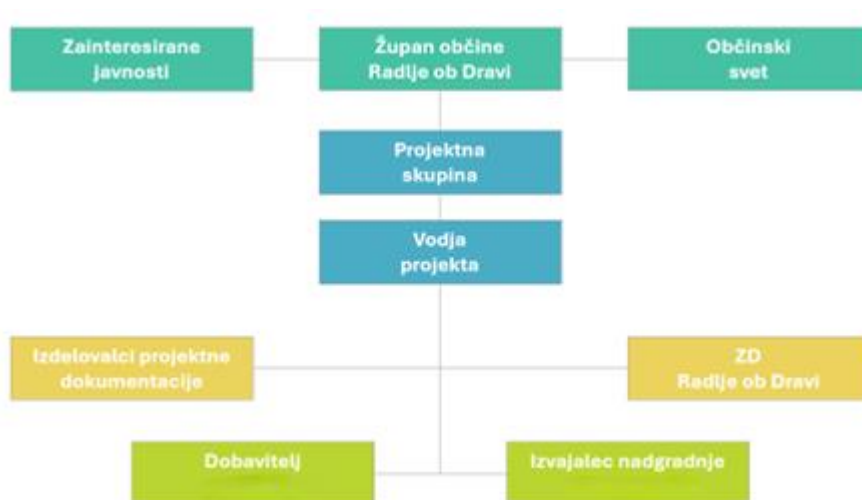 Zainteresirane
javnosti
Župan občine
Radlje ob Dravi
Občinski
svet
Projektna
skupina
Vodja
projekta
Izdelovalci projektne
dokumentacije
ZD
Radlje ob Dravi
Dobavitelj
Izvajalec nadgradnje